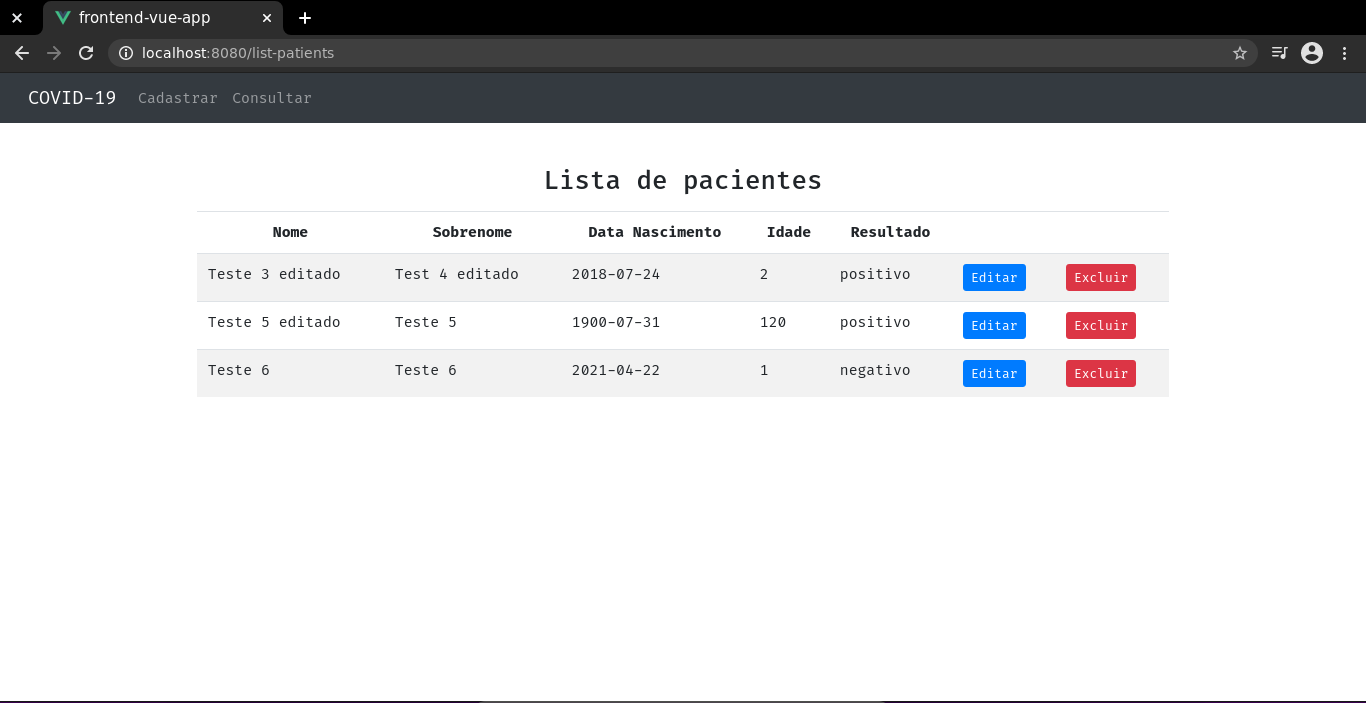 frontend-vue-app
localhost:8080/list-patients
COVID-19 Cadastrar Consultar
Lista de pacientes
Nome Sobrenome Data Nascimento Idade Resultado
Teste 3 editado Test 4 editado 2018-07-24 2 positivo Editar Excluir
Teste 5 editado Teste 5 1900-07-31 120 positivo Editar Excluir
Teste 6 Teste 6 2021-04-22 1 negativo Editar Excluir